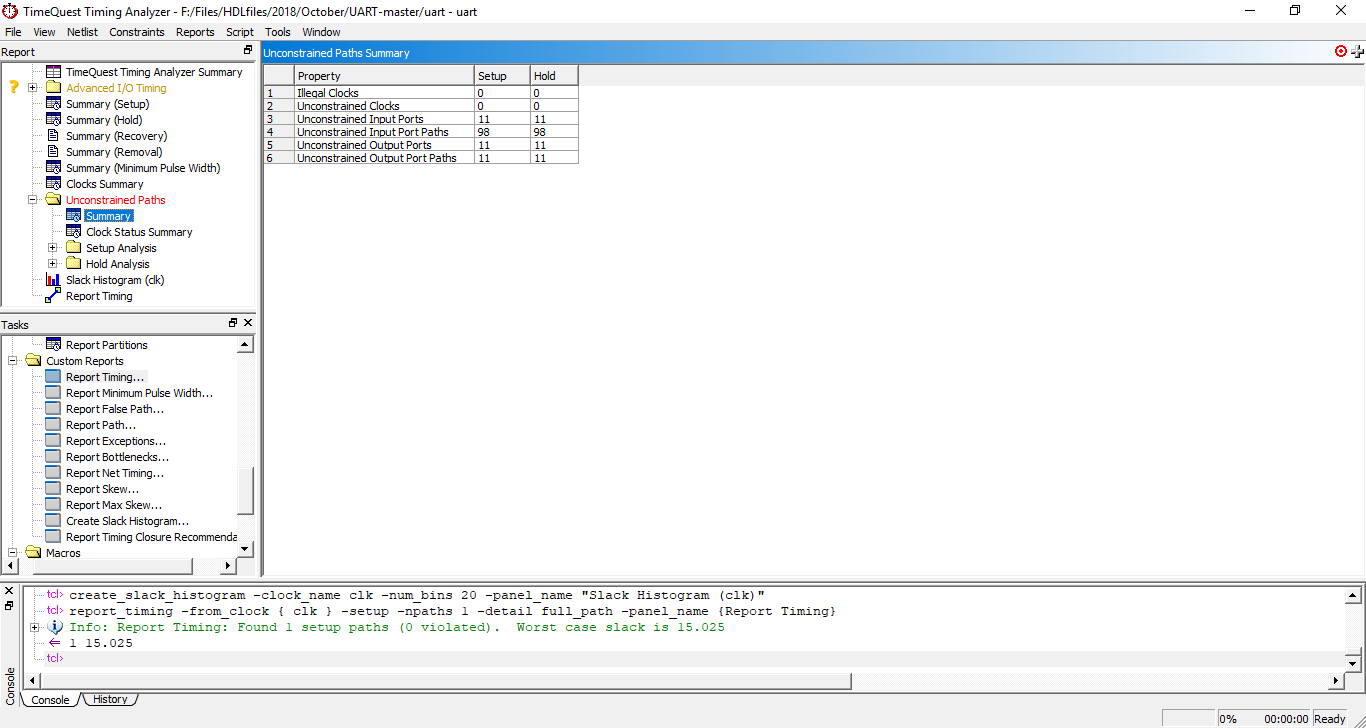 TimeQuest Timing Analyzer - F:/Files/HDLfiles/2018/October/UART-master/uart - uart
File View Netlist Constraints Reports Script Tools Window
Report
TimeQuest Timing Analyzer Summary
Advanced I/O Timing
Summary (Setup)
Summary (Hold)
Summary (Recovery)
Summary (Removal)
Summary (Minimum Pulse Width)
Clocks Summary
Unconstrained Paths
Summary
Clock Status Summary
Setup Analysis
Hold Analysis
Slack Histogram (clk)
Report Timing
Unconstrained Paths Summary
Property Setup Hold
1 Illegal Clocks 0 0
2 Unconstrained Clocks 0 0
3 Unconstrained Input Ports 11 11
4 Unconstrained Input Port Paths 98 98
5 Unconstrained Output Ports 11 11
6 Unconstrained Output Port Paths 11 11
Tasks
Report Partitions
Custom Reports
Report Timing...
Report Minimum Pulse Width...
Report False Path...
Report Path...
Report Exceptions...
Report Bottlenecks...
Report Net Timing...
Report Skew...
Report Max Skew...
Create Slack Histogram...
Report Timing Closure Recommenda
Macros
tcl> create_slack_histogram -clock_name clk -num_bins 20 -panel_name "Slack Histogram (clk)"
tcl> report_timing -from_clock { clk } -setup -npaths 1 -detail full_path -panel_name {Report Timing}
Info: Report Timing: Found 1 setup paths (0 violated).  Worst case slack is 15.025
1 15.025
tcl>
Console
Console History
0% 00:00:00 Ready